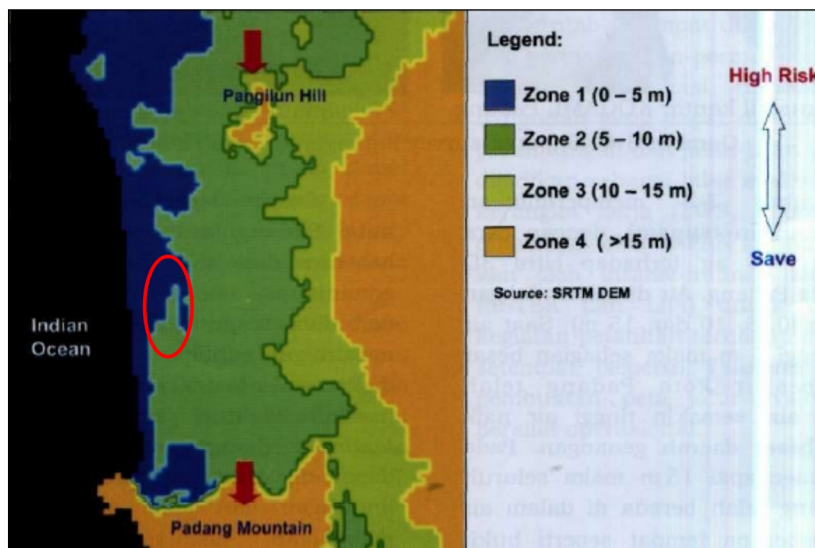 Pangilun Hill
Indian
Ocean
Padang Mountain
Legend:
Zone 1 (0 – 5 m)
Zone 2 (5 – 10 m)
Zone 3 (10 – 15 m)
Zone 4 ( >15 m)
Source: SRTM DEM
High Risk
Save